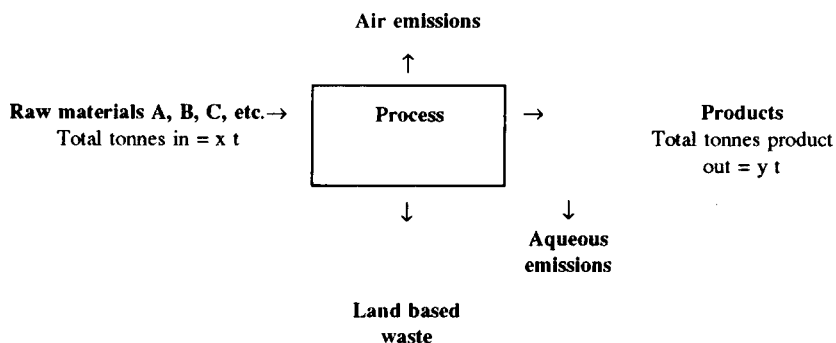 Air emissions
↑
Raw materials A, B, C, etc.→
Total tonnes in = x t
Process
→
Products
Total tonnes product
out = y t
↓
↓
Aqueous
emissions
Land based
waste